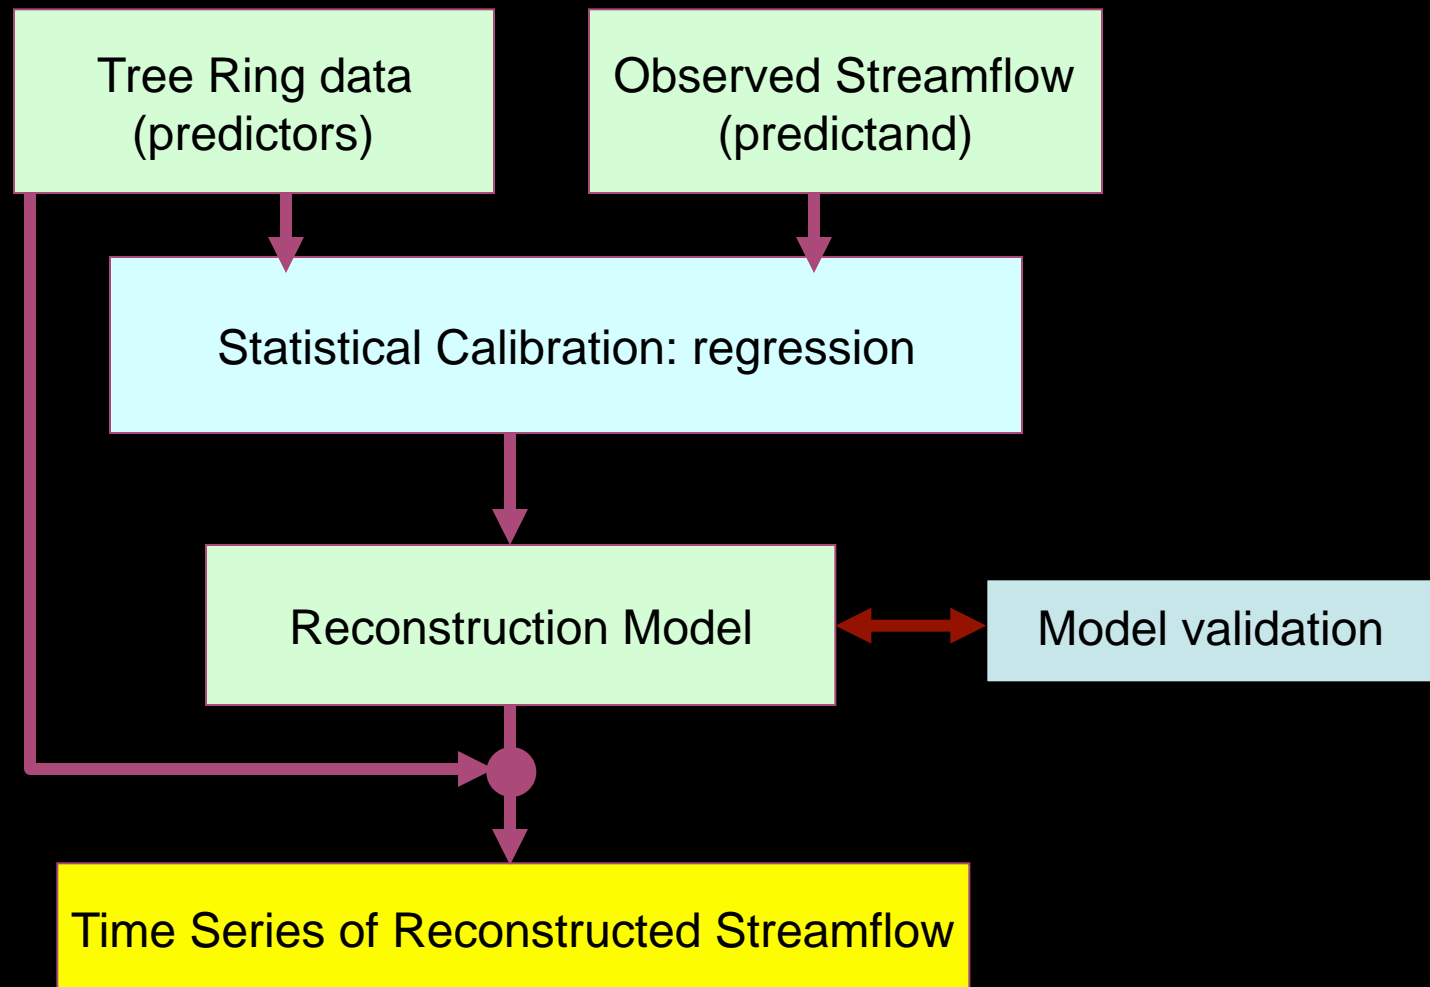 Tree Ring data
(predictors)
Observed Streamflow
(predictand)
Statistical Calibration: regression
Reconstruction Model
Model validation
Time Series of Reconstructed Streamflow